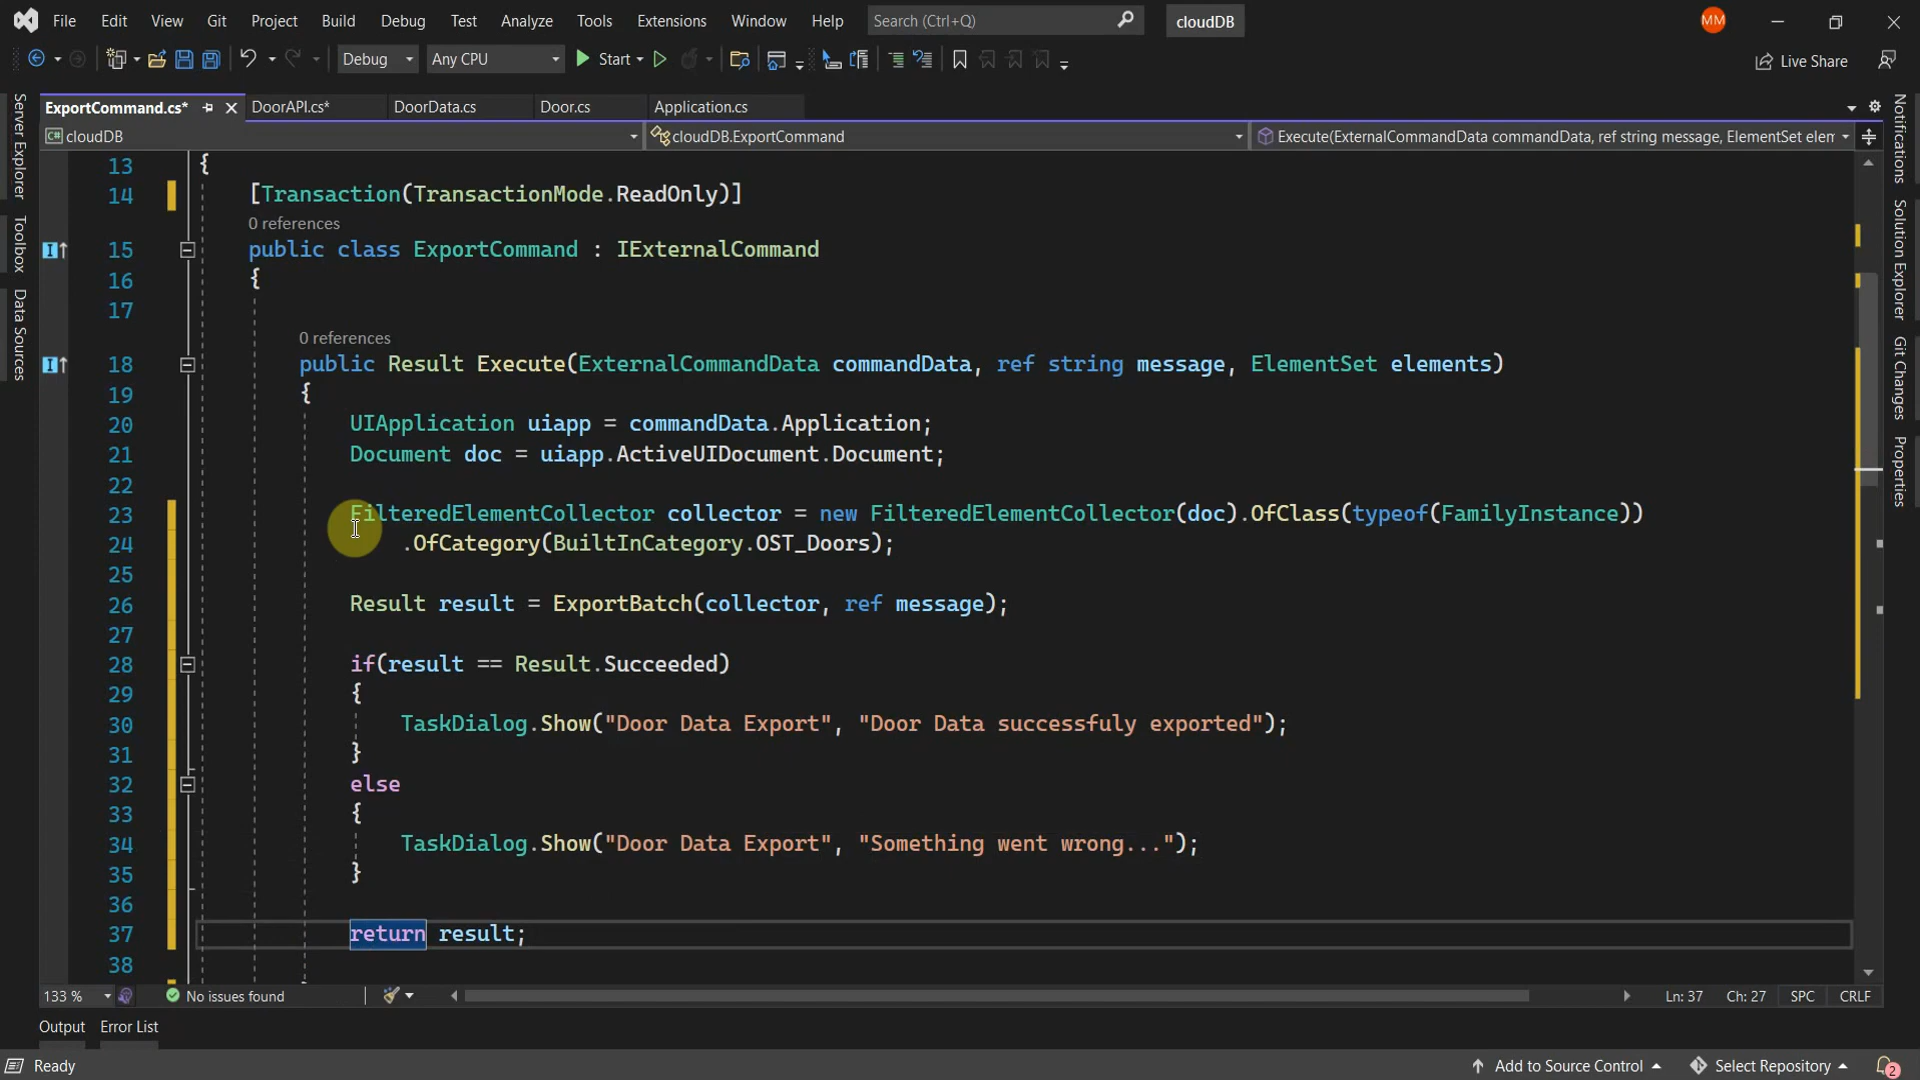 File Edit View Git Project Build Debug Test Analyze Tools Extensions Window Help Search (Ctrl+Q) cloudDB MM
Debug Any CPU Start Live Share
ExportCommand.cs* DoorAPI.cs* DoorData.cs Door.cs Application.cs
C# cloudDB cloudDB.ExportCommand Execute(ExternalCommandData commandData, ref string message, ElementSet elem
Server Explorer
Toolbox
Data Sources
13 {
14 [Transaction(TransactionMode.ReadOnly)]
0 references
15 public class ExportCommand : IExternalCommand
16 {
17
0 references
18 public Result Execute(ExternalCommandData commandData, ref string message, ElementSet elements)
19 {
20 UIApplication uiapp = commandData.Application;
21 Document doc = uiapp.ActiveUIDocument.Document;
22
23 FilteredElementCollector collector = new FilteredElementCollector(doc).OfClass(typeof(FamilyInstance))
24 .OfCategory(BuiltInCategory.OST_Doors);
25
26 Result result = ExportBatch(collector, ref message);
27
28 if(result == Result.Succeeded)
29 {
30 TaskDialog.Show("Door Data Export", "Door Data successfuly exported");
31 }
32 else
33 {
34 TaskDialog.Show("Door Data Export", "Something went wrong...");
35 }
36
37 return result;
38
Notifications
Solution Explorer
Git Changes
Properties
133 % No issues found Ln: 37 Ch: 27 SPC CRLF
Output Error List
Ready Add to Source Control Select Repository 2